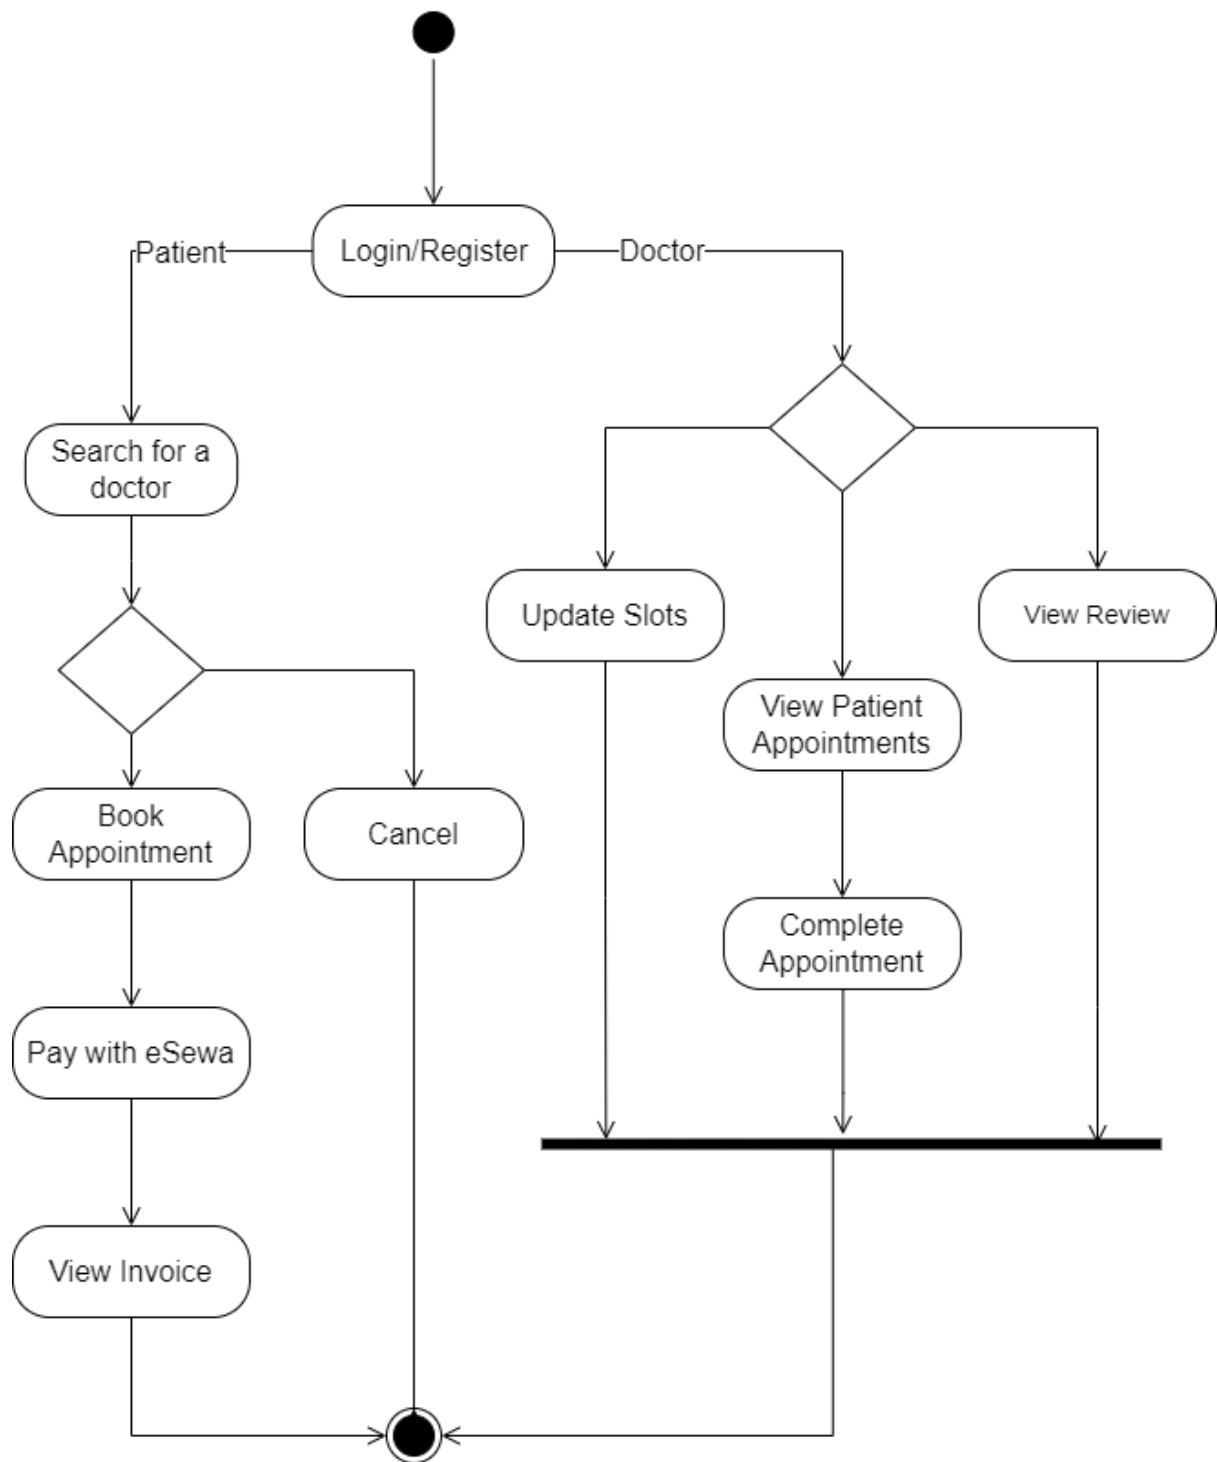 Login/Register
Patient
Doctor
Search for a
doctor
Update Slots
View Review
View Patient
Appointments
Book
Appointment
Cancel
Complete
Appointment
Pay with eSewa
View Invoice